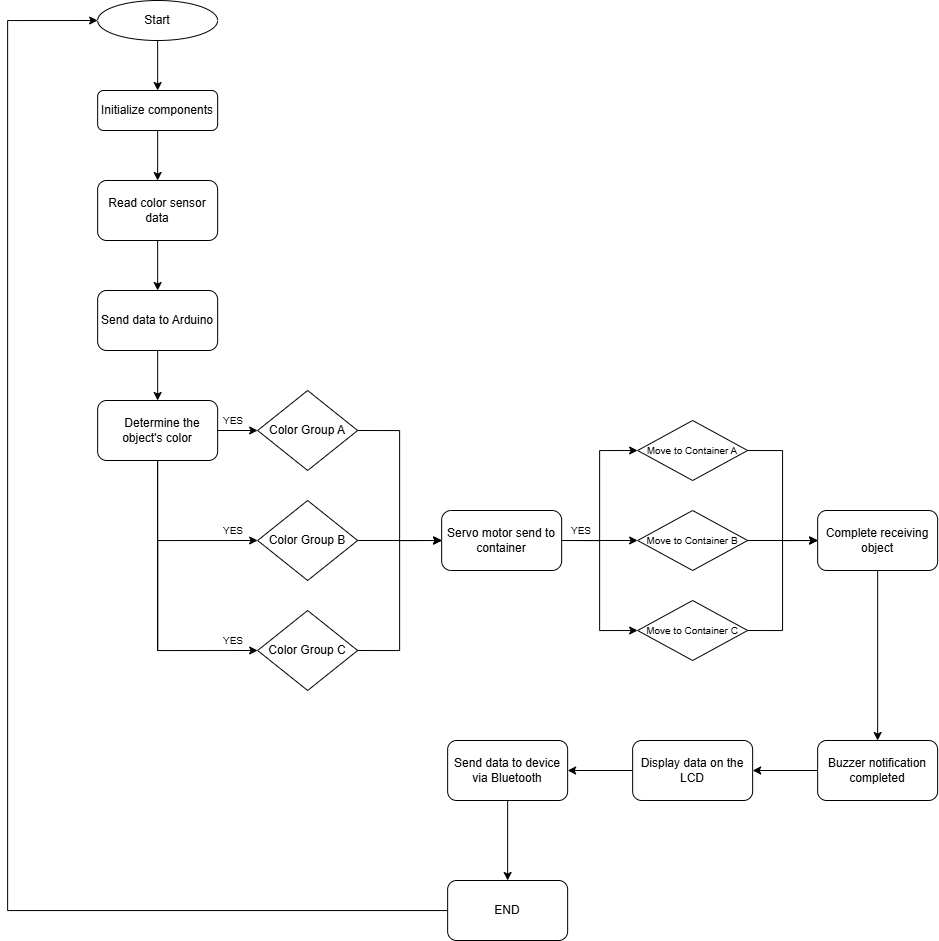 Start
Initialize components
Read color sensor
data
Send data to Arduino
Determine the
object's color
YES
Color Group A
YES
Color Group B
YES
Color Group C
Servo motor send to
container
YES
Move to Container A
Move to Container B
Move to Container C
Complete receiving
object
Buzzer notification
completed
Display data on the
LCD
Send data to device
via Bluetooth
END